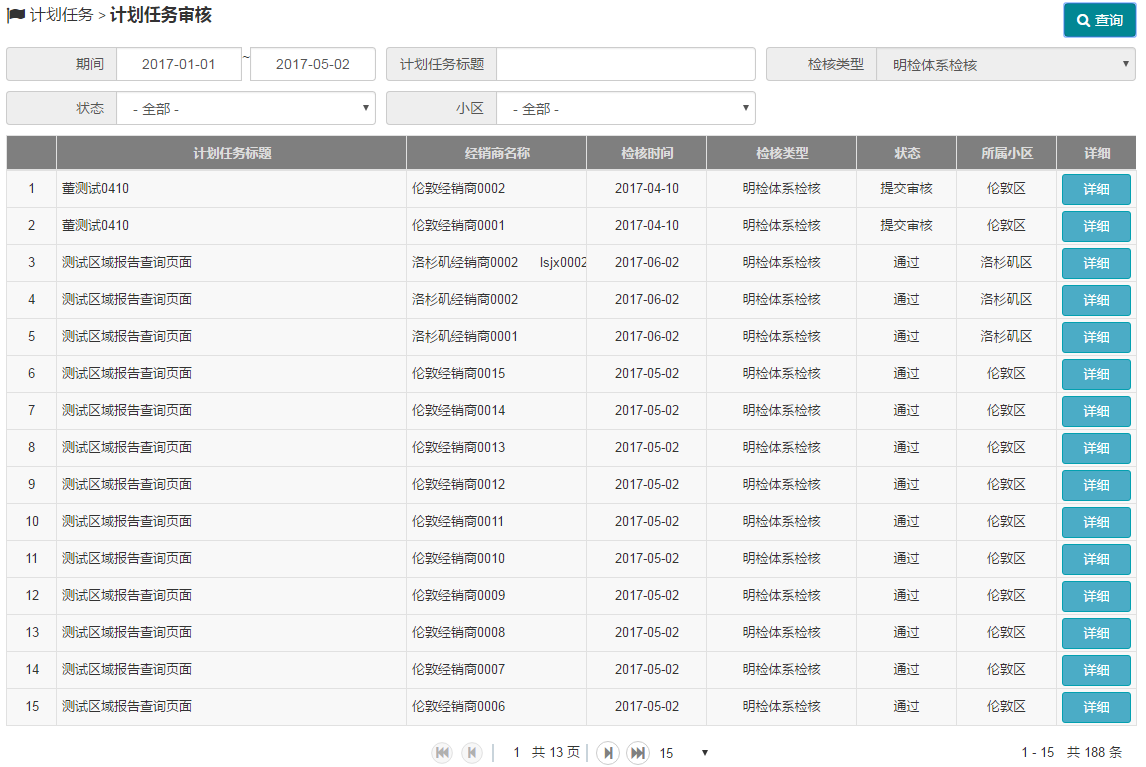 计划任务 > 计划任务审核
查询
期间 2017-01-01 ~ 2017-05-02 计划任务标题 检核类型 明检体系检核
状态 - 全部 - 小区 - 全部 -
计划任务标题 经销商名称 检核时间 检核类型 状态 所属小区 详细
1 董测试0410 伦敦经销商0002 2017-04-10 明检体系检核 提交审核 伦敦区 详细
2 董测试0410 伦敦经销商0001 2017-04-10 明检体系检核 提交审核 伦敦区 详细
3 测试区域报告查询页面 洛杉矶经销商0002 lsjx0002 2017-06-02 明检体系检核 通过 洛杉矶区 详细
4 测试区域报告查询页面 洛杉矶经销商0002 2017-06-02 明检体系检核 通过 洛杉矶区 详细
5 测试区域报告查询页面 洛杉矶经销商0001 2017-06-02 明检体系检核 通过 洛杉矶区 详细
6 测试区域报告查询页面 伦敦经销商0015 2017-05-02 明检体系检核 通过 伦敦区 详细
7 测试区域报告查询页面 伦敦经销商0014 2017-05-02 明检体系检核 通过 伦敦区 详细
8 测试区域报告查询页面 伦敦经销商0013 2017-05-02 明检体系检核 通过 伦敦区 详细
9 测试区域报告查询页面 伦敦经销商0012 2017-05-02 明检体系检核 通过 伦敦区 详细
10 测试区域报告查询页面 伦敦经销商0011 2017-05-02 明检体系检核 通过 伦敦区 详细
11 测试区域报告查询页面 伦敦经销商0010 2017-05-02 明检体系检核 通过 伦敦区 详细
12 测试区域报告查询页面 伦敦经销商0009 2017-05-02 明检体系检核 通过 伦敦区 详细
13 测试区域报告查询页面 伦敦经销商0008 2017-05-02 明检体系检核 通过 伦敦区 详细
14 测试区域报告查询页面 伦敦经销商0007 2017-05-02 明检体系检核 通过 伦敦区 详细
15 测试区域报告查询页面 伦敦经销商0006 2017-05-02 明检体系检核 通过 伦敦区 详细
1 共 13 页 15 1 - 15 共 188 条